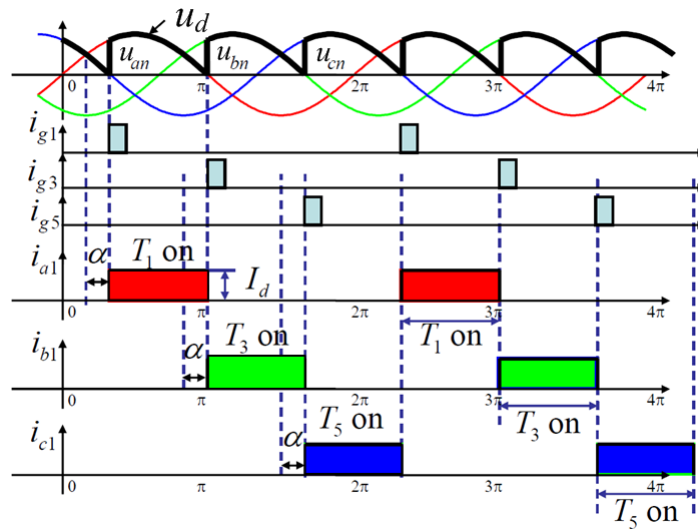 u_d
u_an u_bn u_cn
0 π 2π 3π 4π
i_g1
i_g3
i_g5
i_a1 α T_1 on I_d
0 π 2π 3π 4π
T_1 on
i_b1 α T_3 on
0 π 2π 3π 4π
T_3 on
i_c1 α T_5 on
0 π 2π 3π 4π
T_5 on